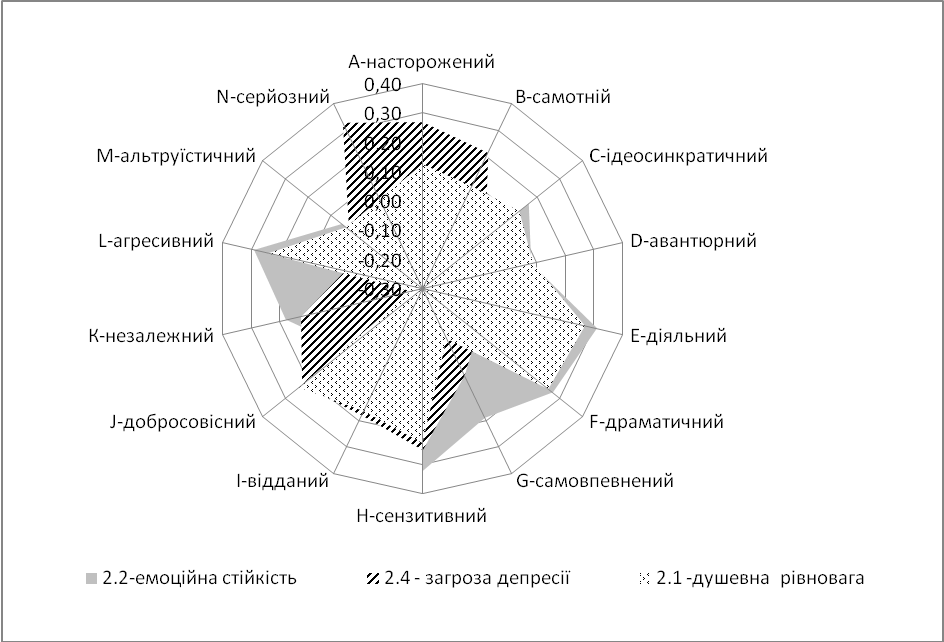 А-насторожений
0,40
N-серйозний
В-самотній
0,30
0,20
М-альтруїстичний
С-ідеосинкратичний
0,10
0,00
L-агресивний
D-авантюрний
-0,10
-0,20
-0,30
К-незалежний
Е-діяльний
J-добросовісний
F-драматичний
I-відданий
G-самовпевнений
Н-сензитивний
2.2-емоційна стійкість
2.4 - загроза депресії
2.1 -душевна рівновага